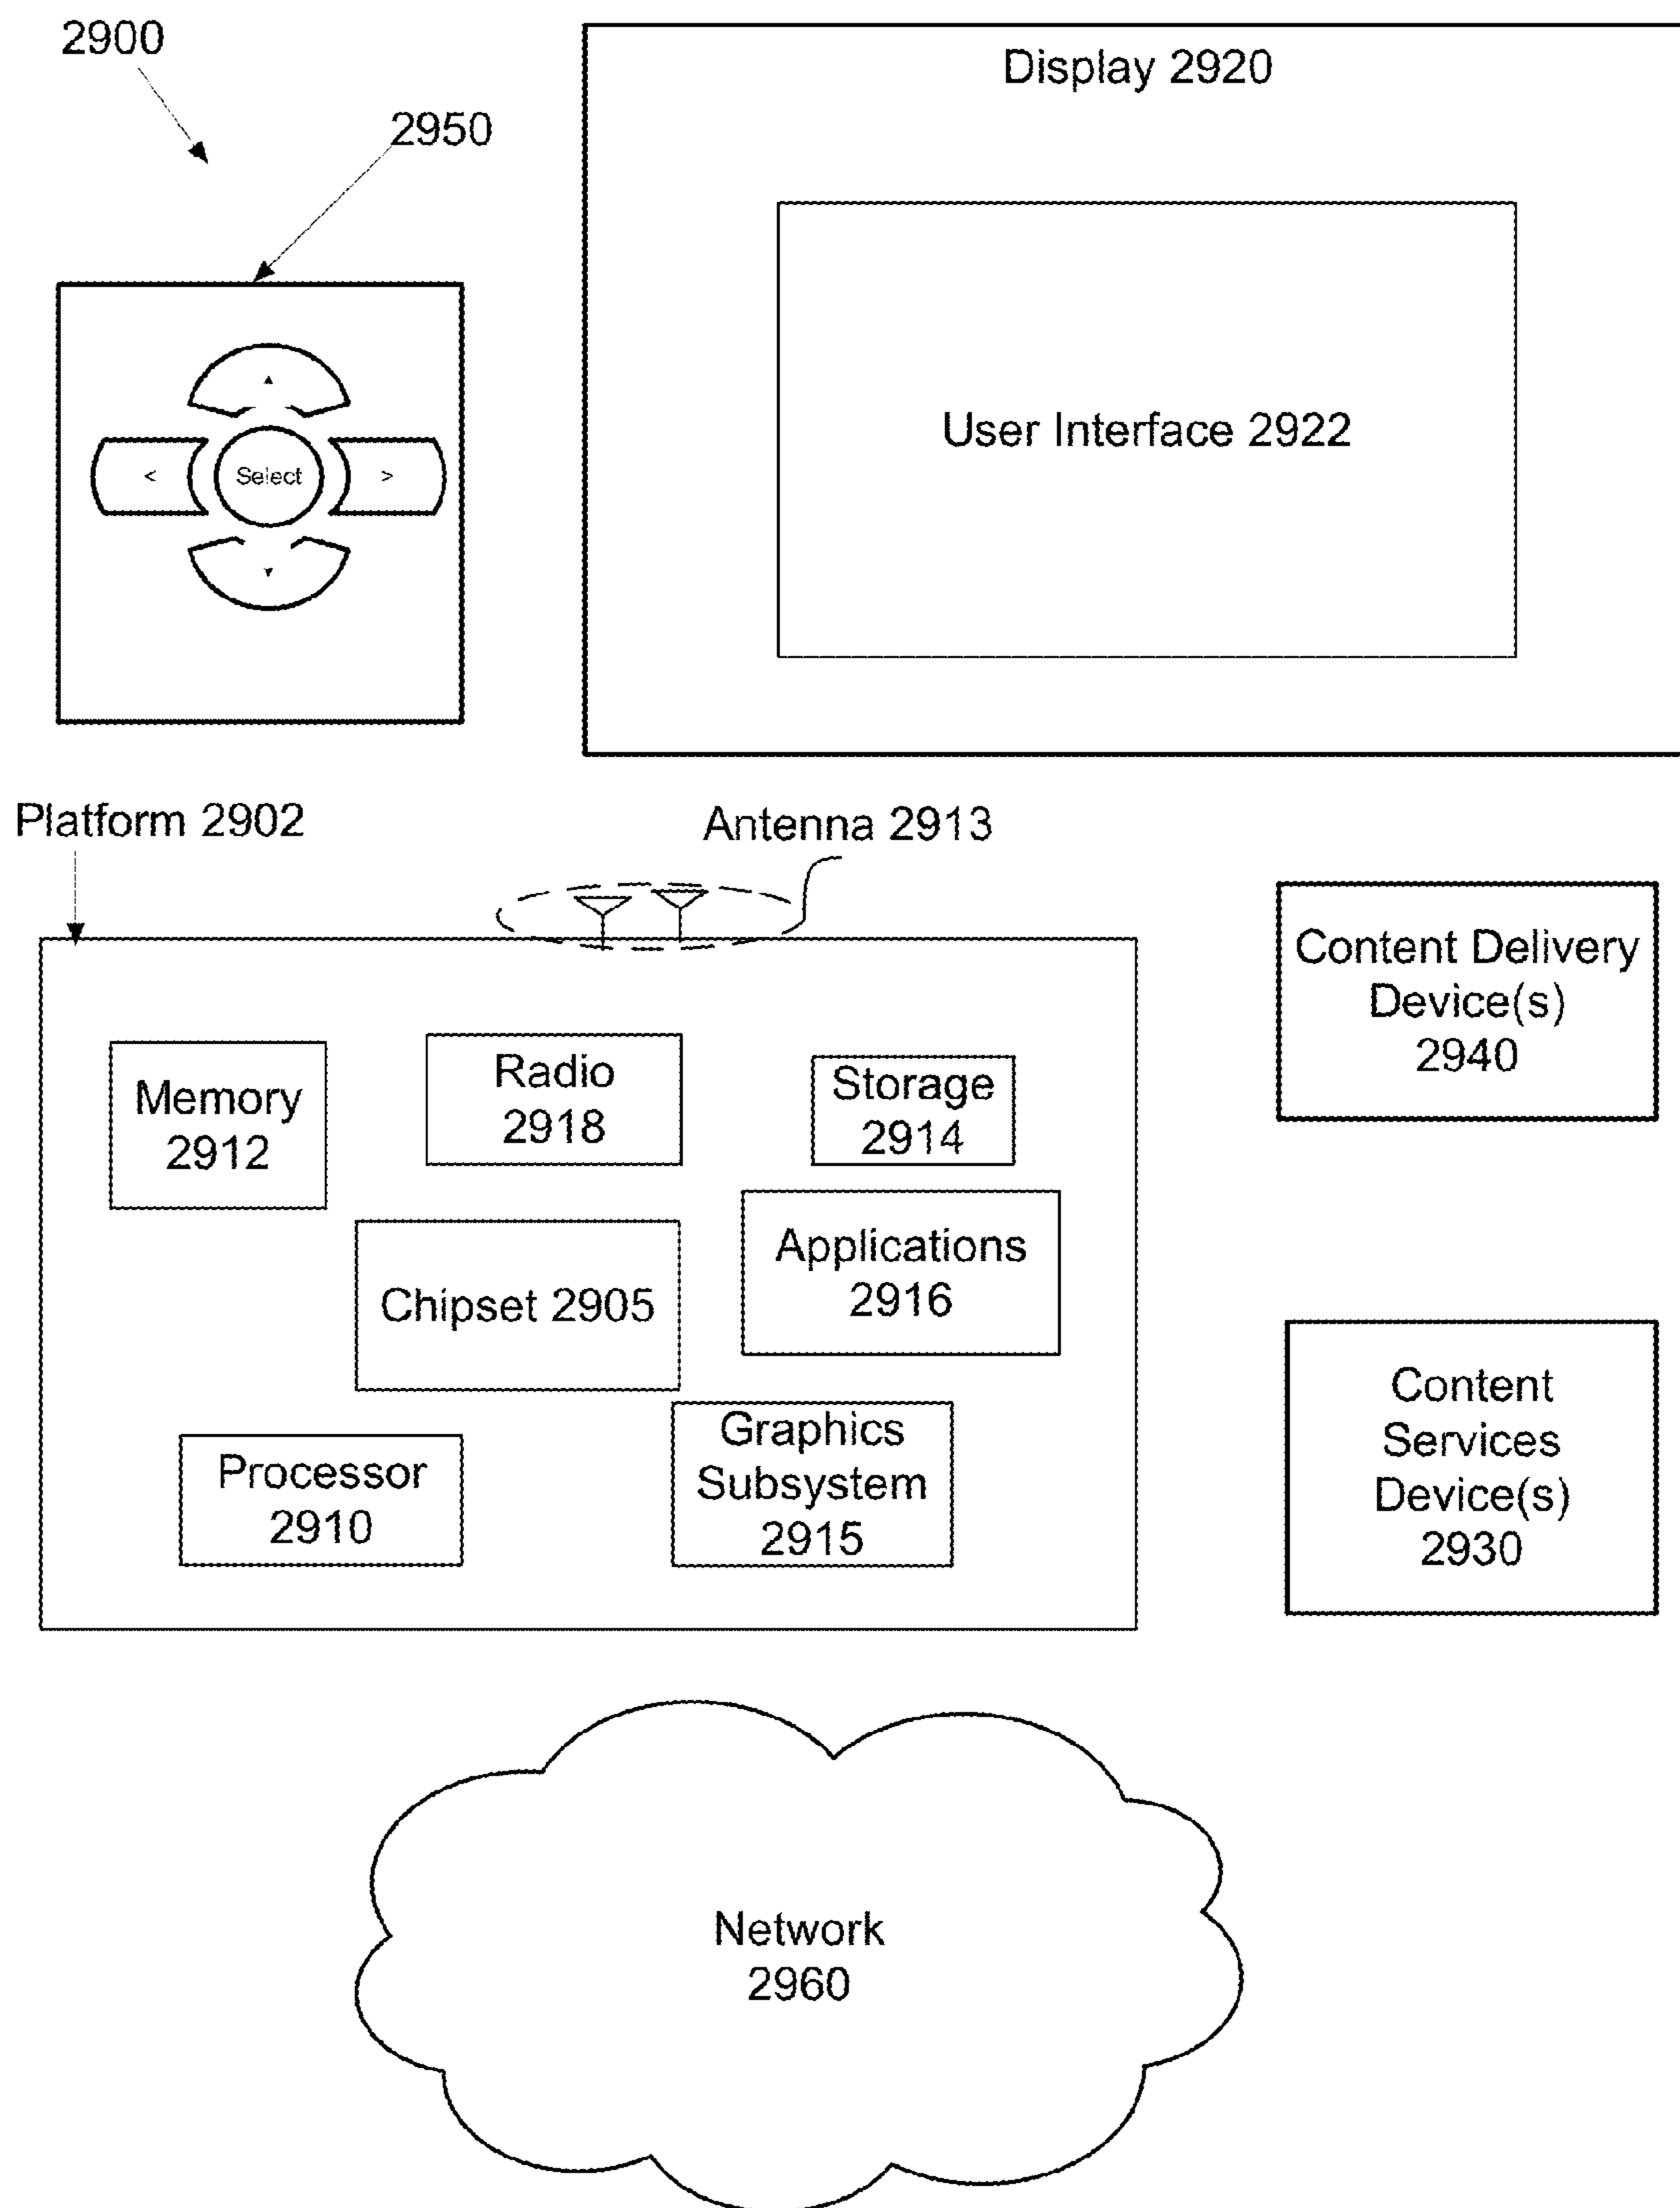 2900
2950
Display 2920
User Interface 2922
<
Select
>
Platform 2902
Antenna 2913
Memory
2912
Radio
2918
Storage
2914
Chipset 2905
Applications
2916
Processor
2910
Graphics
Subsystem
2915
Content Delivery
Device(s)
2940
Content
Services
Device(s)
2930
Network
2960